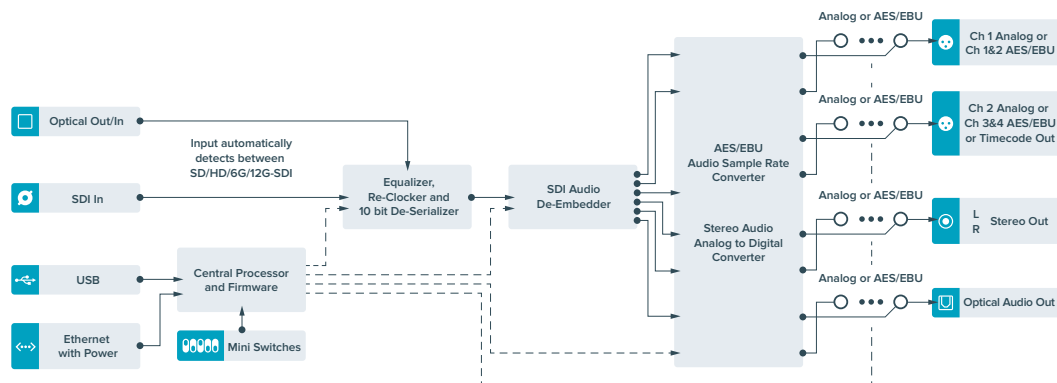 Analog or AES/EBU
Ch 1 Analog or
Ch 1&2 AES/EBU
Optical Out/In
Input automatically
detects between
SD/HD/6G/12G-SDI
Analog or AES/EBU
Ch 2 Analog or
Ch 3&4 AES/EBU
or Timecode Out
AES/EBU
Audio Sample Rate
Converter
SDI In
Equalizer,
Re-Clocker and
10 bit De-Serializer
SDI Audio
De-Embedder
Analog or AES/EBU
L
R
Stereo Out
Stereo Audio
Analog to Digital
Converter
USB
Central Processor
and Firmware
Analog or AES/EBU
Optical Audio Out
Ethernet
with Power
Mini Switches